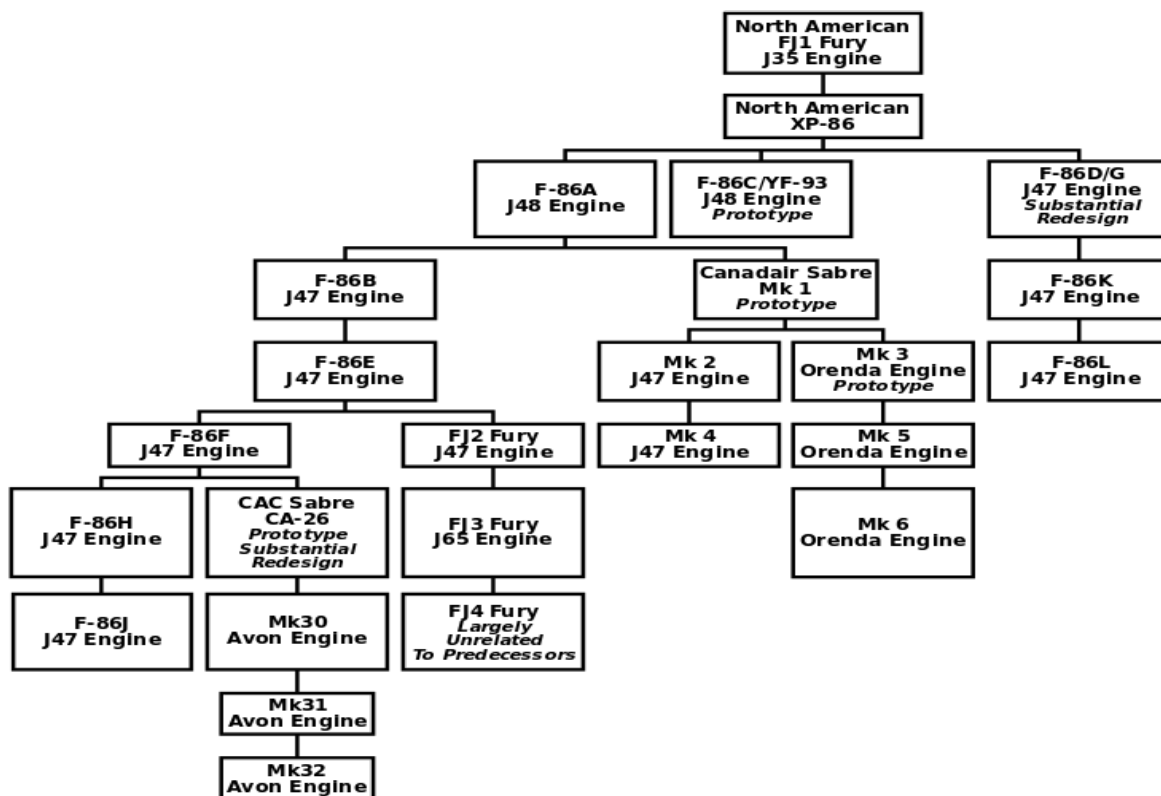 North American
FJ1 Fury
J35 Engine
North American
XP-86
F-86A
J48 Engine
F-86C/YF-93
J48 Engine
Prototype
F-86D/G
J47 Engine
Substantial
Redesign
F-86B
J47 Engine
Canadair Sabre
Mk 1
Prototype
F-86K
J47 Engine
F-86E
J47 Engine
Mk 2
J47 Engine
Mk 3
Orenda Engine
Prototype
F-86L
J47 Engine
F-86F
J47 Engine
FJ2 Fury
J47 Engine
Mk 4
J47 Engine
Mk 5
Orenda Engine
F-86H
J47 Engine
CAC Sabre
CA-26
Prototype
Substantial
Redesign
FJ3 Fury
J65 Engine
Mk 6
Orenda Engine
F-86J
J47 Engine
Mk30
Avon Engine
FJ4 Fury
Largely
Unrelated
To Predecessors
Mk31
Avon Engine
Mk32
Avon Engine